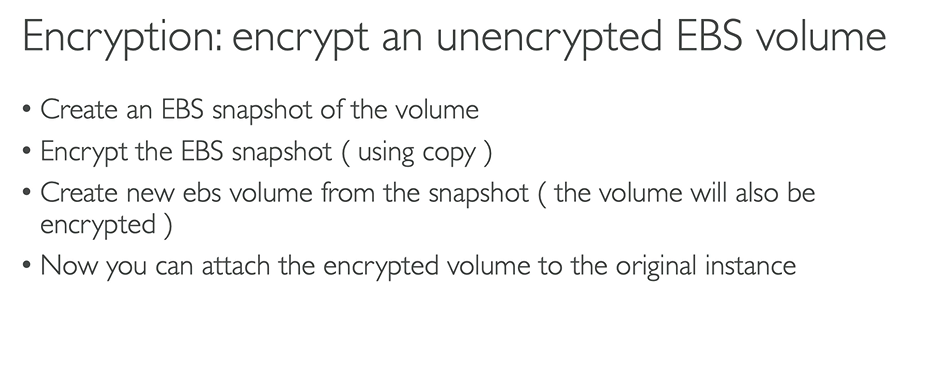 Encryption: encrypt an unencrypted EBS volume
• Create an EBS snapshot of the volume
• Encrypt the EBS snapshot ( using copy )
• Create new ebs volume from the snapshot ( the volume will also be
encrypted )
• Now you can attach the encrypted volume to the original instance